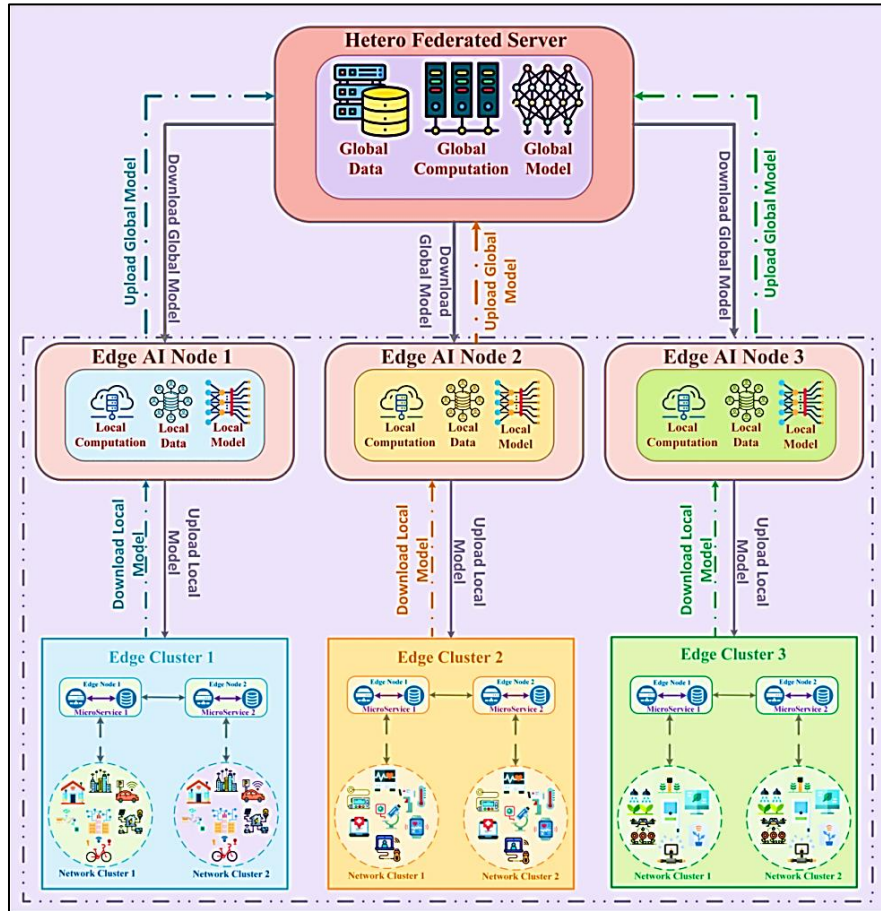 Hetero Federated Server
Global
Data
Global
Computation
Global
Model
Upload Global Model
Download Global Model
Download
Global Model
Upload Global
Model
Download Global Model
Upload Global Model
Edge AI Node 1
Local
Computation
Local
Data
Local
Model
Edge AI Node 2
Local
Computation
Local
Data
Local
Model
Edge AI Node 3
Local
Computation
Local
Data
Local
Model
Download Local
Model
Upload Local
Model
Download Local
Model
Upload Local
Model
Download Local
Model
Upload Local
Model
Edge Cluster 1
Edge Node 1
MicroService 1
Edge Node 2
MicroService 2
Network Cluster 1
Network Cluster 2
Edge Cluster 2
Edge Node 1
MicroService 1
Edge Node 2
MicroService 2
Network Cluster 1
Network Cluster 2
Edge Cluster 3
Edge Node 1
MicroService 1
Edge Node 2
MicroService 2
Network Cluster 1
Network Cluster 2